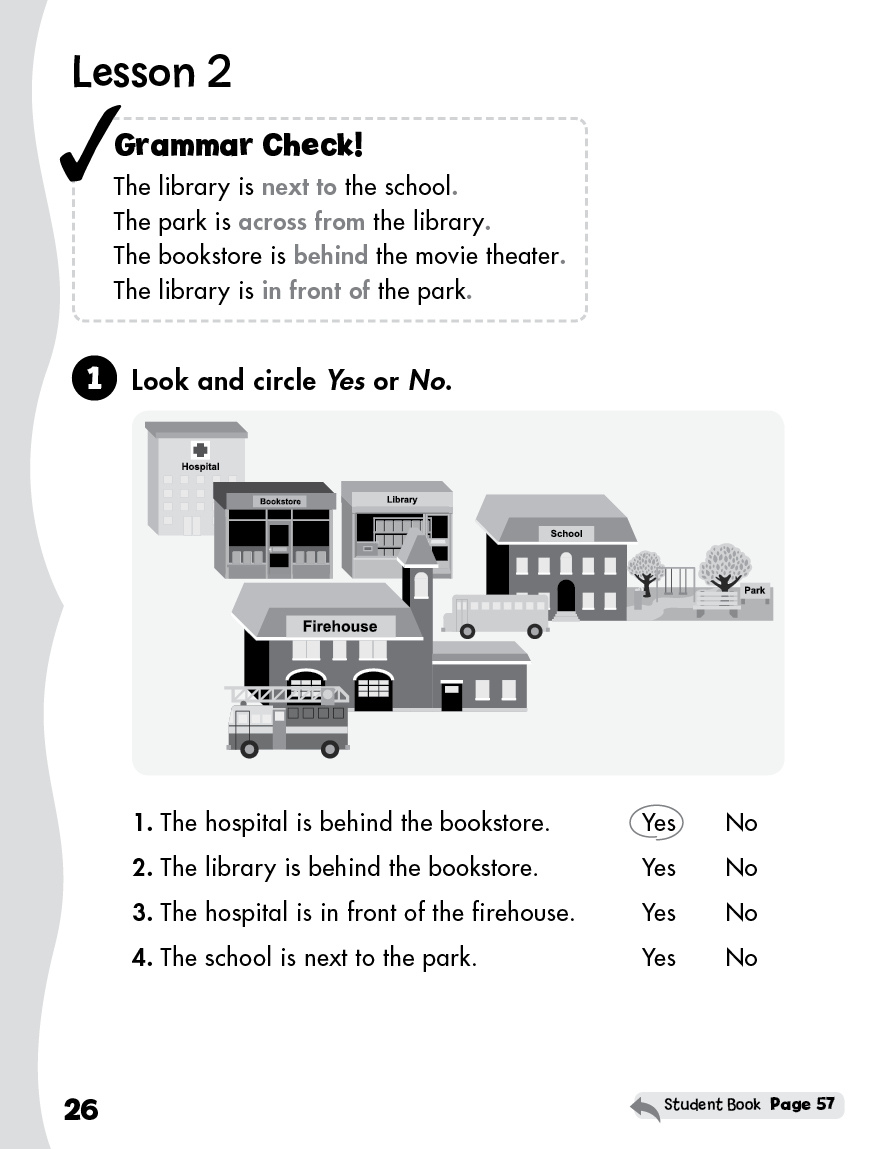 Lesson 2
Grammar Check!
The library is next to the school.
The park is across from the library.
The bookstore is behind the movie theater.
The library is in front of the park.
1 Look and circle Yes or No.
Hospital
Bookstore
Library
School
Park
Firehouse
1. The hospital is behind the bookstore. Yes No
2. The library is behind the bookstore. Yes No
3. The hospital is in front of the firehouse. Yes No
4. The school is next to the park. Yes No
26
Student Book Page 57